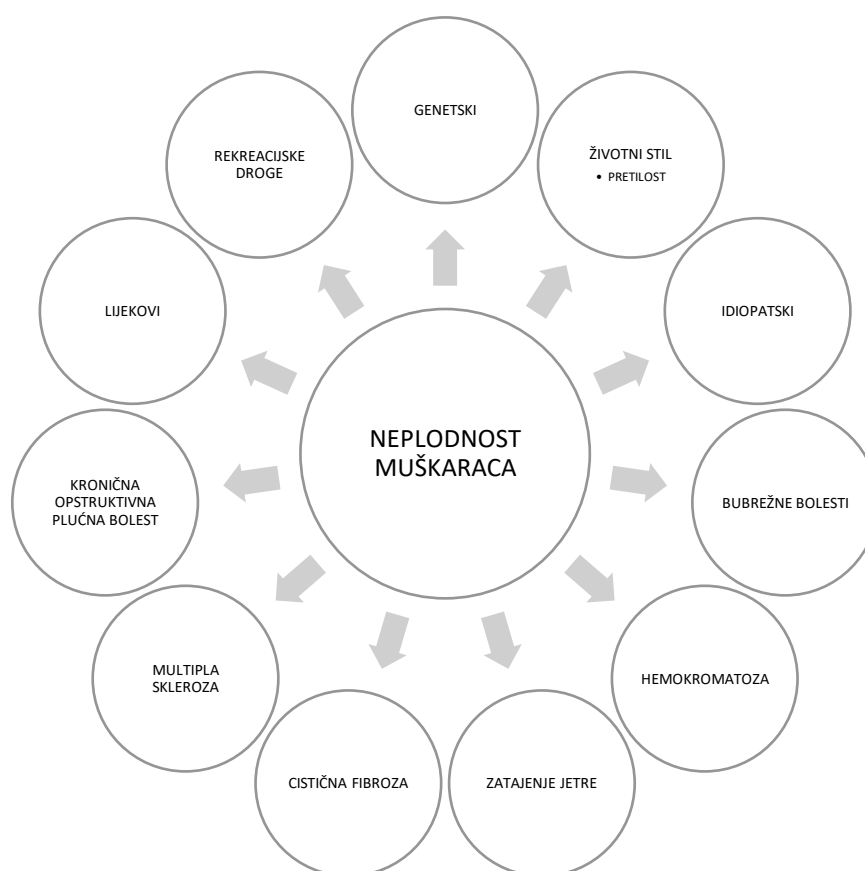 GENETSKI
ŽIVOTNI STIL
• PRETILOST
IDIOPATSKI
BUBREŽNE BOLESTI
HEMOKROMATOZA
ZATAJENJE JETRE
CISTIČNA FIBROZA
MULTIPLA
SKLEROZA
KRONIČNA
OPSTRUKTIVNA
PLUĆNA BOLEST
LIJEKOVI
REKREACIJSKE
DROGE
NEPLODNOST
MUŠKARACA